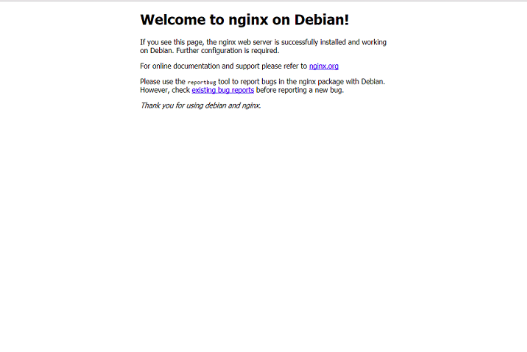 Welcome to nginx on Debian!
If you see this page, the nginx web server is successfully installed and working
on Debian. Further configuration is required.
For online documentation and support please refer to nginx.org
Please use the reportbug tool to report bugs in the nginx package with Debian.
However, check existing bug reports before reporting a new bug.
Thank you for using debian and nginx.